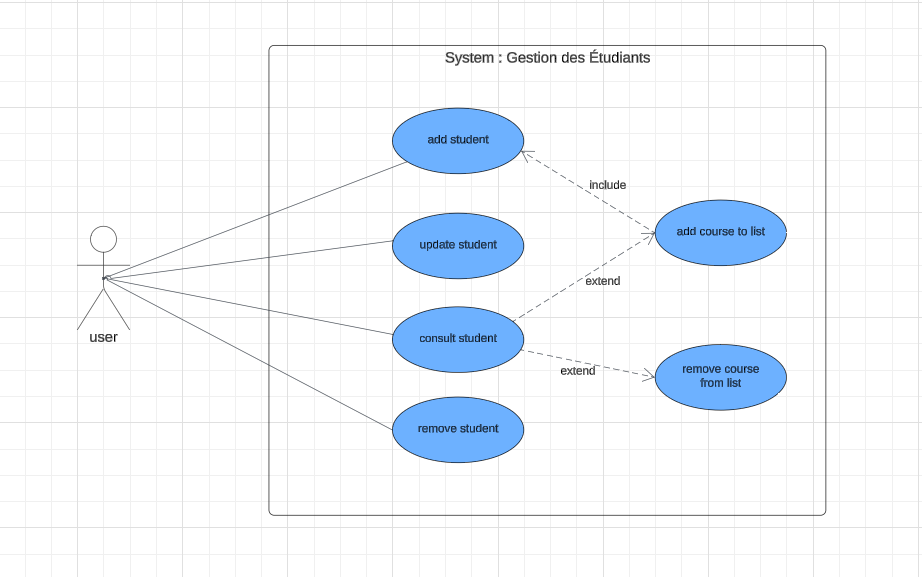 System : Gestion des Étudiants
add student
include
update student
add course to list
extend
user
consult student
extend
remove course
from list
remove student